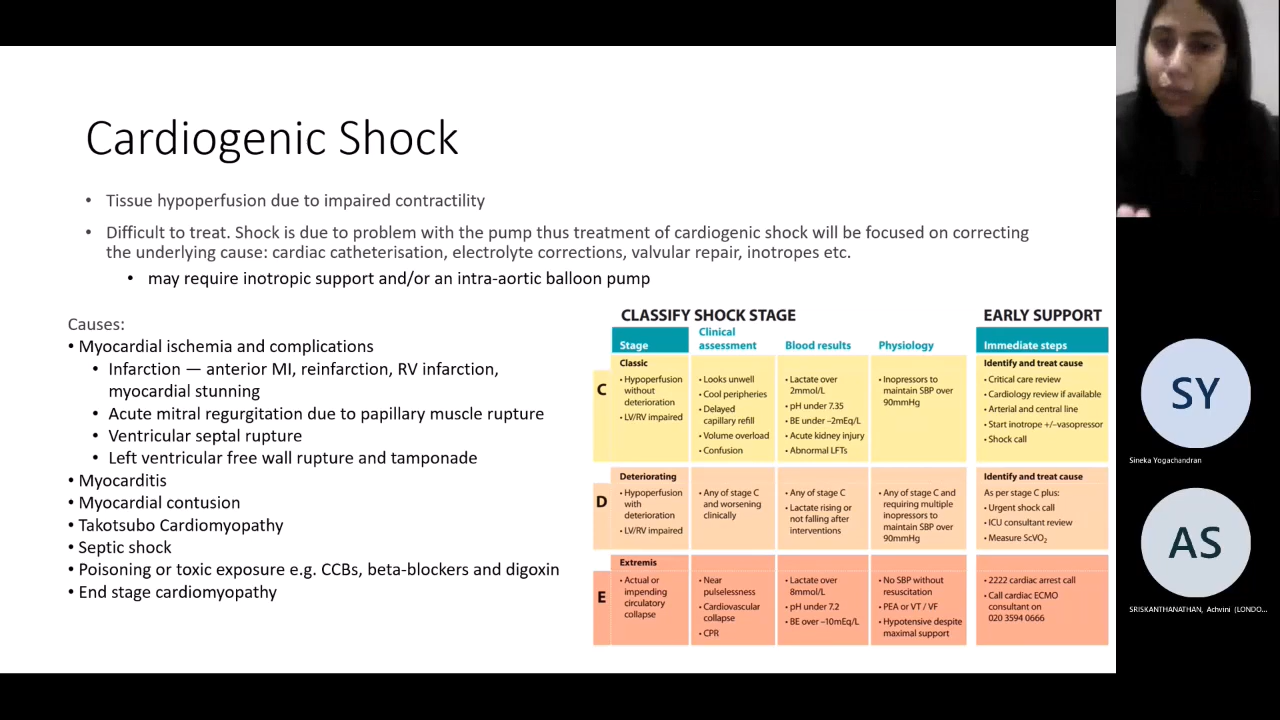 Cardiogenic Shock
• Tissue hypoperfusion due to impaired contractility
• Difficult to treat. Shock is due to problem with the pump thus treatment of cardiogenic shock will be focused on correcting
the underlying cause: cardiac catheterisation, electrolyte corrections, valvular repair, inotropes etc.
• may require inotropic support and/or an intra-aortic balloon pump
Causes:
• Myocardial ischemia and complications
• Infarction — anterior MI, reinfarction, RV infarction,
myocardial stunning
• Acute mitral regurgitation due to papillary muscle rupture
• Ventricular septal rupture
• Left ventricular free wall rupture and tamponade
• Myocarditis
• Myocardial contusion
• Takotsubo Cardiomyopathy
• Septic shock
• Poisoning or toxic exposure e.g. CCBs, beta-blockers and digoxin
• End stage cardiomyopathy
CLASSIFY SHOCK STAGE
EARLY SUPPORT
Stage
Clinical
assessment
Blood results
Physiology
Immediate steps
C
Classic
• Hypoperfusion
without
deterioration
• LV/RV impaired
• Looks unwell
• Cool peripheries
• Delayed
capillary refill
• Volume overload
• Confusion
• Lactate over
2mmol/L
• pH under 7.35
• BE under –2mEq/L
• Acute kidney injury
• Abnormal LFTs
• Inopressors to
maintain SBP over
90mmHg
Identify and treat cause
• Critical care review
• Cardiology review if available
• Arterial and central line
• Start inotrope +/–vasopressor
• Shock call
D
Deteriorating
• Hypoperfusion
with
deterioration
• LV/RV impaired
• Any of stage C
and worsening
clinically
• Any of stage C
• Lactate rising or
not falling after
interventions
• Any of stage C and
requiring multiple
inopressors to
maintain SBP over
90mmHg
Identify and treat cause
As per stage C plus:
• Urgent shock call
• ICU consultant review
• Measure ScVO2
E
Extremis
• Actual or
impending
circulatory
collapse
• Near
pulselessness
• Cardiovascular
collapse
• CPR
• Lactate over
8mmol/L
• pH under 7.2
• BE over –10mEq/L
• No SBP without
resuscitation
• PEA or VT / VF
• Hypotensive despite
maximal support
• 2222 cardiac arrest call
• Call cardiac ECMO
consultant on
020 3594 0666
SY
Sineka Yogachandran
AS
SRISKANTHANATHAN, Achvini (LONDO...